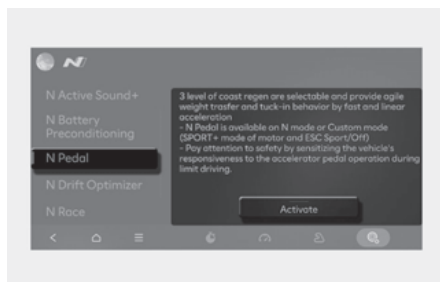 N
N Active Sound+
N Battery
Preconditioning
N Pedal
N Drift Optimizer
N Race
3 level of coast regen are selectable and provide agile
weight trasfer and tuck-in behavior by fast and linear
acceleration
- N Pedal is available on N mode or Custom mode
(SPORT+ mode of motor and ESC Sport/Off)
- Pay attention to safety by sensitizing the vehicle's
responsiveness to the accelerator pedal operation during
limit driving.
Activate